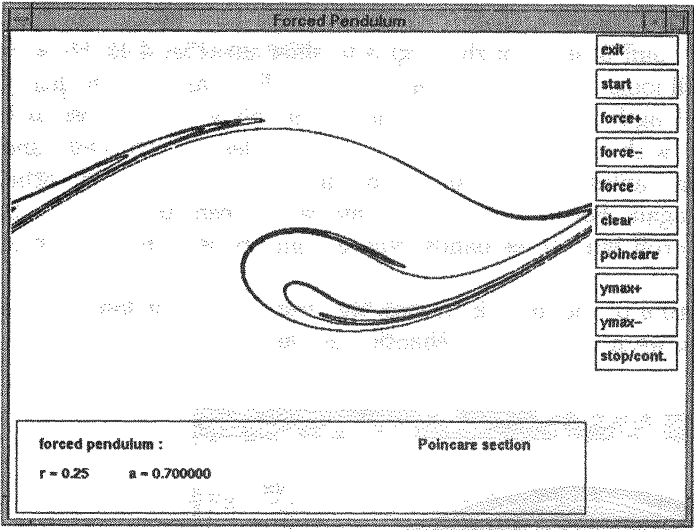 Forced Pendulum
exit
start
force+
force-
force
clear
poincare
ymax+
ymax-
stop/cont.
forced pendulum : Poincare section
r = 0.25 a = 0.700000